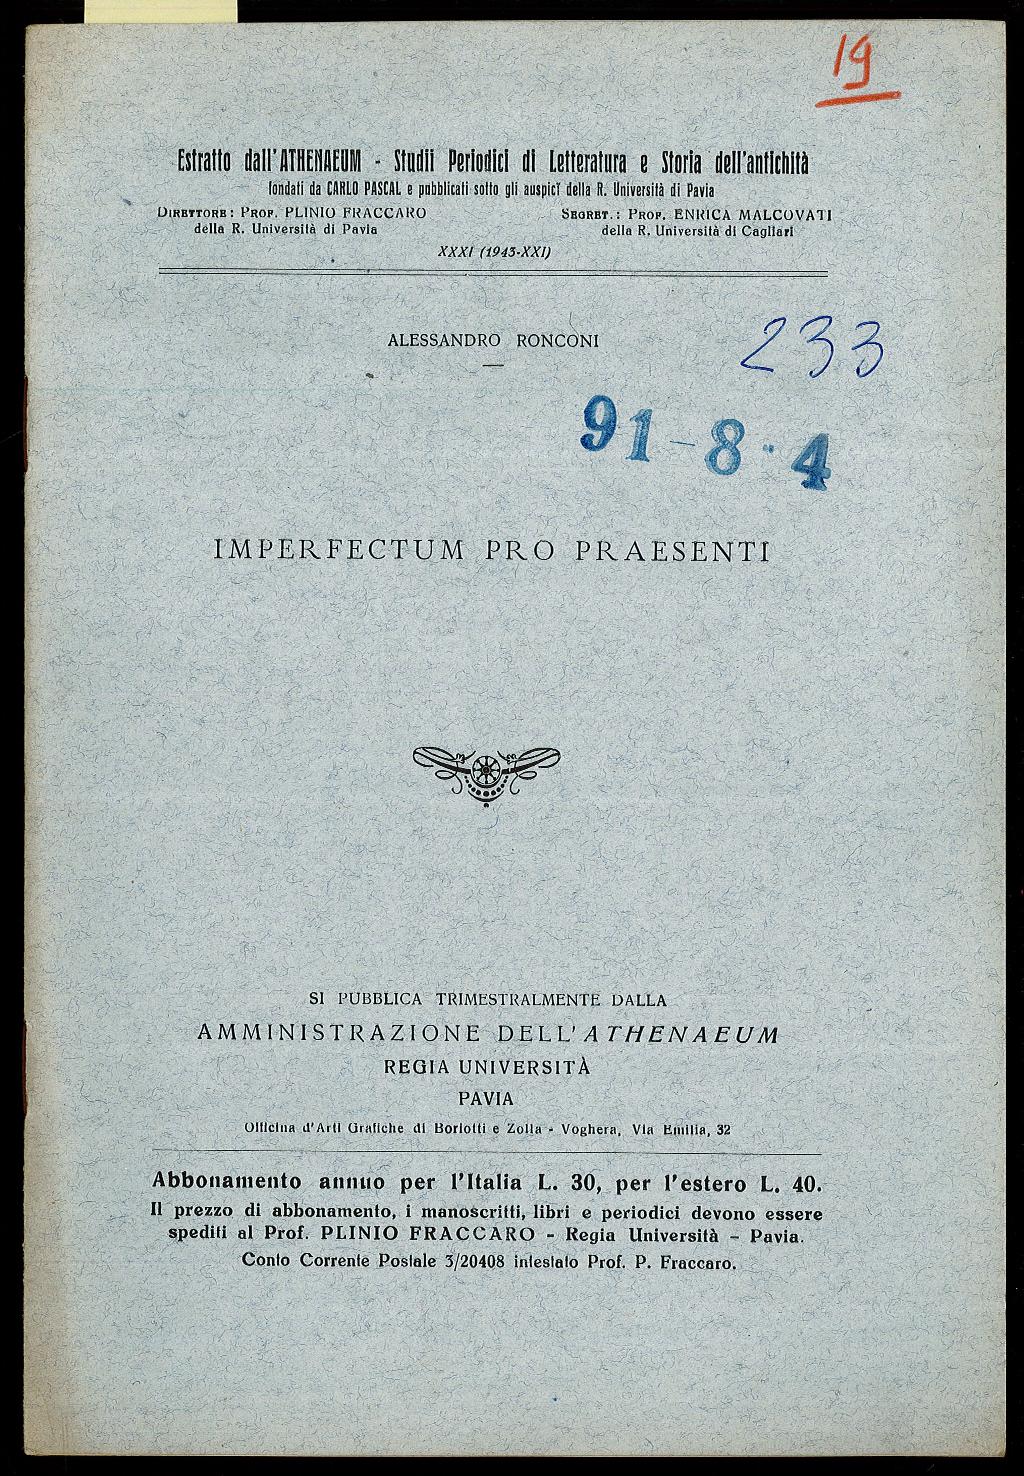 19
Estratto dall'ATHENAEUM - Studii Periodici di Letteratura e Storia dell'antichità
fondati da CARLO PASCAL e pubblicati sotto gli auspicî della R. Università di Pavia
DIRETTORE: PROF. PLINIO FRACCARO SEGRET.: PROF. ENRICA MALCOVATI
della R. Università di Pavia della R. Università di Cagliari
XXXI (1943-XXI)
ALESSANDRO RONCONI
233
91-8-4
IMPERFECTUM PRO PRAESENTI
SI PUBBLICA TRIMESTRALMENTE DALLA
AMMINISTRAZIONE DELL'ATHENAEUM
REGIA UNIVERSITÀ
PAVIA
Officina d'Arti Grafiche di Boriotti e Zolla - Voghera, Via Emilia, 32
Abbonamento annuo per l'Italia L. 30, per l'estero L. 40.
Il prezzo di abbonamento, i manoscritti, libri e periodici devono essere
spediti al Prof. PLINIO FRACCARO - Regia Università - Pavia.
Conto Corrente Postale 3/20408 intestato Prof. P. Fraccaro.